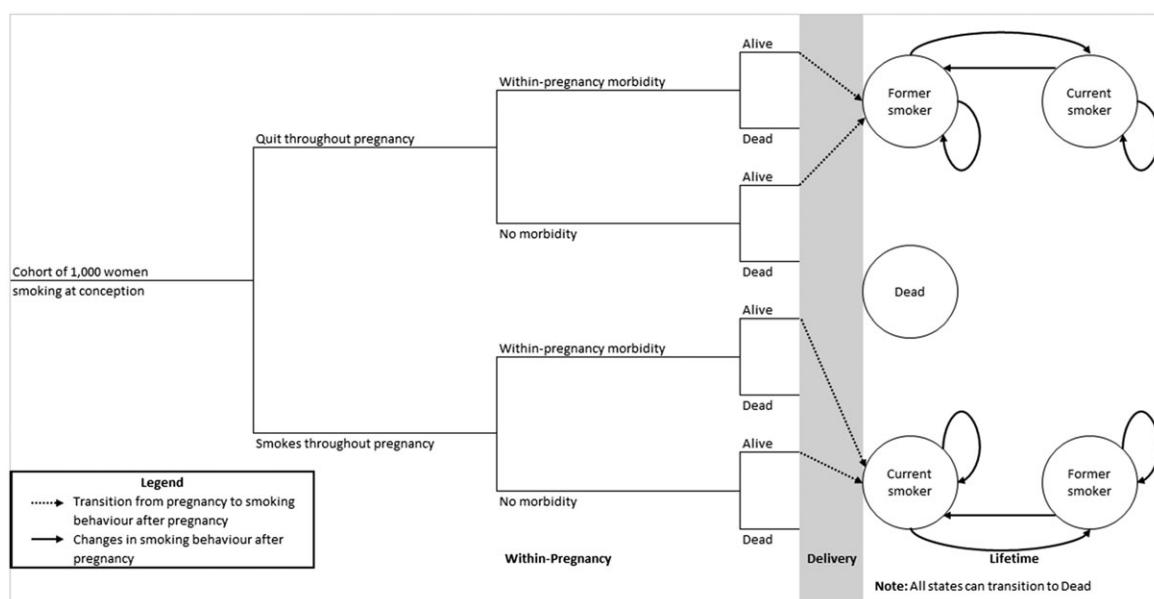 Alive
Within-pregnancy morbidity
Former
smoker
Current
smoker
Dead
Quit throughout pregnancy
Alive
No morbidity
Dead
Cohort of 1,000 women
smoking at conception
Dead
Alive
Within-pregnancy morbidity
Dead
Smokes throughout pregnancy
Alive
Current
smoker
Former
smoker
No morbidity
Dead
Legend
Transition from pregnancy to smoking
behaviour after pregnancy
Changes in smoking behaviour after
pregnancy
Within-Pregnancy
Delivery
Lifetime
Note: All states can transition to Dead